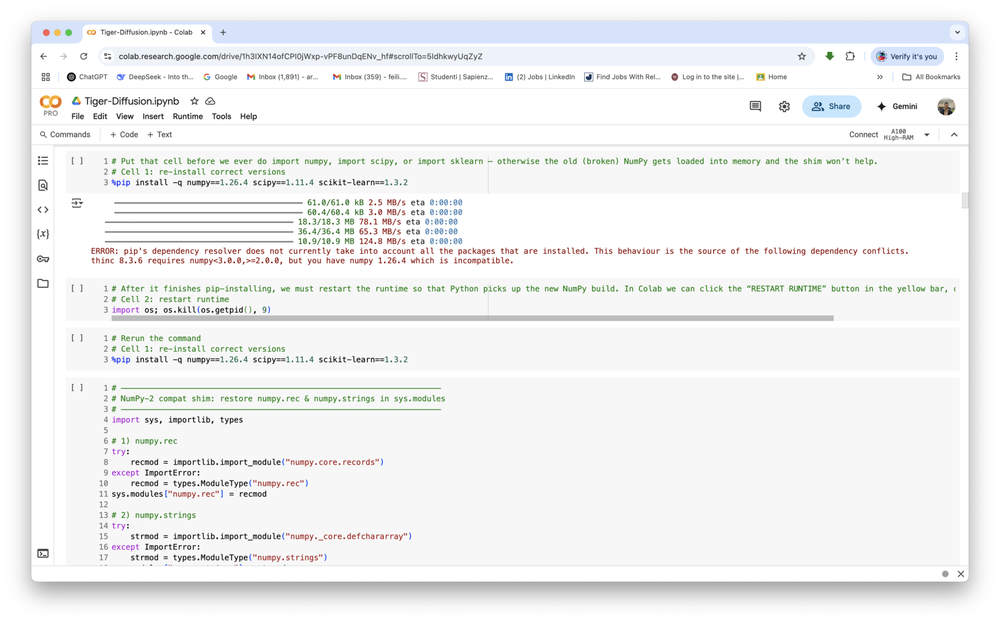 Tiger-Diffusion.ipynb - Colab
colab.research.google.com/drive/1h3IXN14ofCPI0jWxp-vPF8unDqENv_hf#scrollTo=5IdhkwyUqZyZ
Verify it's you
ChatGPT
DeepSeek - Into th...
Google
Inbox (1,891) - ar...
Inbox (359) - feili....
Studenti | Sapienz...
(2) Jobs | LinkedIn
Find Jobs With Rel...
Log in to the site |...
Home
All Bookmarks
PRO
Tiger-Diffusion.ipynb
File Edit View Insert Runtime Tools Help
Share
Gemini
Commands
+ Code + Text
Connect
A100
High-RAM
[ ]
1 # Put that cell before we ever do import numpy, import scipy, or import sklearn — otherwise the old (broken) NumPy gets loaded into memory and the shim won’t help.
2 # Cell 1: re-install correct versions
3 %pip install -q numpy==1.26.4 scipy==1.11.4 scikit-learn==1.3.2
61.0/61.0 kB 2.5 MB/s eta 0:00:00
60.4/60.4 kB 3.0 MB/s eta 0:00:00
18.3/18.3 MB 78.1 MB/s eta 0:00:00
36.4/36.4 MB 65.3 MB/s eta 0:00:00
10.9/10.9 MB 124.8 MB/s eta 0:00:00
ERROR: pip's dependency resolver does not currently take into account all the packages that are installed. This behaviour is the source of the following dependency conflicts.
thinc 8.3.6 requires numpy<3.0.0,>=2.0.0, but you have numpy 1.26.4 which is incompatible.
[ ]
1 # After it finishes pip-installing, we must restart the runtime so that Python picks up the new NumPy build. In Colab we can click the “RESTART RUNTIME” button in the yellow bar,
2 # Cell 2: restart runtime
3 import os; os.kill(os.getpid(), 9)
[ ]
1 # Rerun the command
2 # Cell 1: re-install correct versions
3 %pip install -q numpy==1.26.4 scipy==1.11.4 scikit-learn==1.3.2
[ ]
1 # ────────────────────────────────
2 # NumPy-2 compat shim: restore numpy.rec & numpy.strings in sys.modules
3 # ────────────────────────────────
4 import sys, importlib, types
5
6 # 1) numpy.rec
7 try:
8     recmod = importlib.import_module("numpy.core.records")
9 except ImportError:
10     recmod = types.ModuleType("numpy.rec")
11 sys.modules["numpy.rec"] = recmod
12
13 # 2) numpy.strings
14 try:
15     strmod = importlib.import_module("numpy._core.defchararray")
16 except ImportError:
17     strmod = types.ModuleType("numpy.strings")